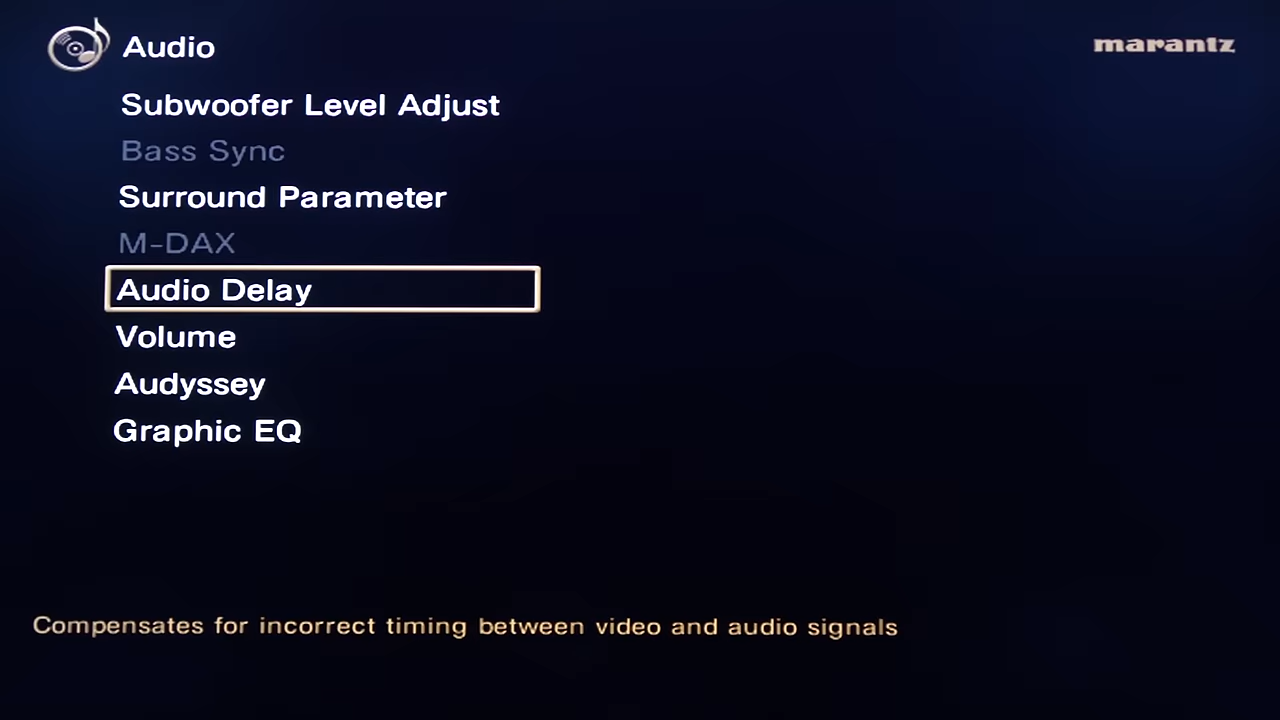 Audio
marantz
Subwoofer Level Adjust
Bass Sync
Surround Parameter
M-DAX
Audio Delay
Volume
Audyssey
Graphic EQ
Compensates for incorrect timing between video and audio signals